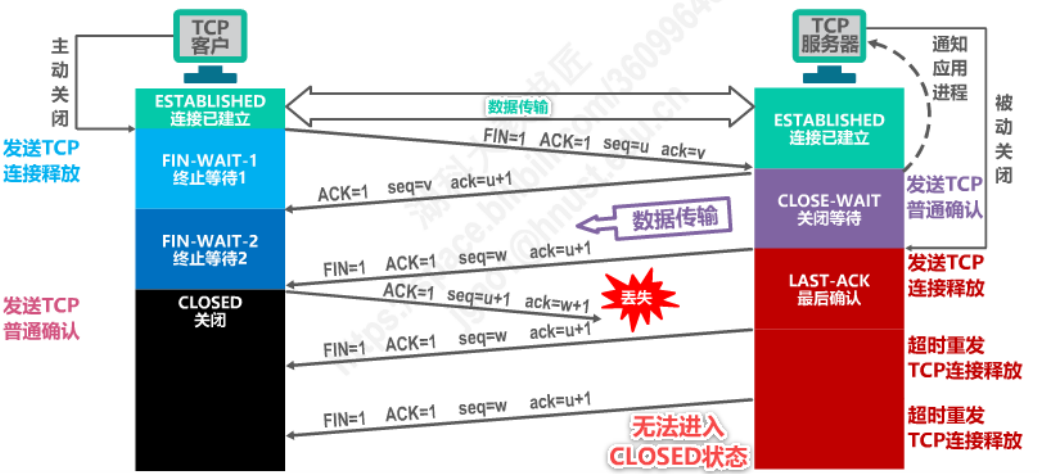 TCP
客户
TCP
服务器
主动关闭
通知
应用
进程
被动关闭
ESTABLISHED
连接已建立
数据传输
ESTABLISHED
连接已建立
FIN=1 ACK=1 seq=u ack=v
发送TCP
连接释放
FIN-WAIT-1
终止等待1
ACK=1 seq=v ack=u+1
CLOSE-WAIT
关闭等待
发送TCP
普通确认
数据传输
FIN-WAIT-2
终止等待2
FIN=1 ACK=1 seq=w ack=u+1
LAST-ACK
最后确认
发送TCP
连接释放
发送TCP
普通确认
CLOSED
关闭
ACK=1 seq=u+1 ack=w+1
丢失
FIN=1 ACK=1 seq=w ack=u+1
超时重发
TCP连接释放
FIN=1 ACK=1 seq=w ack=u+1
超时重发
TCP连接释放
无法进入
CLOSED状态